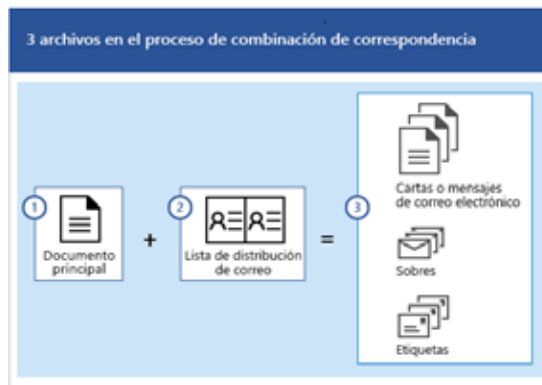 3 archivos en el proceso de combinación de correspondencia
1
Documento
principal
+
2
Lista de distribución
de correo
=
3
Cartas o mensajes
de correo electrónico
Sobres
Etiquetas